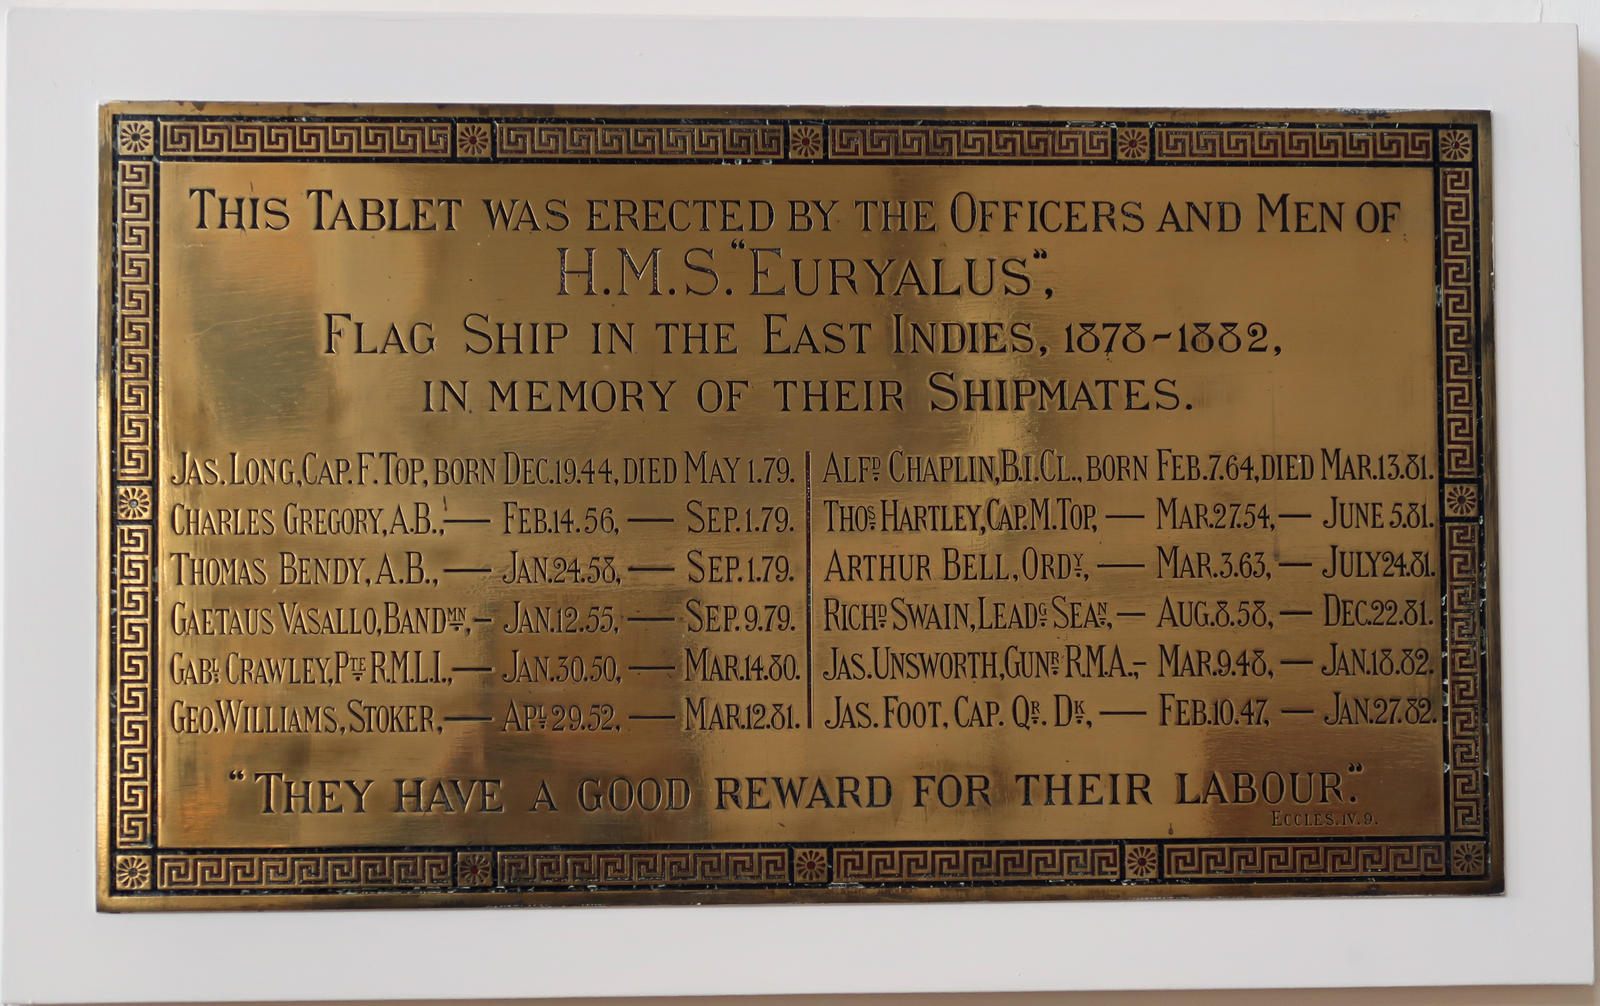 THIS TABLET WAS ERECTED BY THE OFFICERS AND MEN OF
H.M.S. "EURYALUS",
FLAG SHIP IN THE EAST INDIES, 1878-1882,
IN MEMORY OF THEIR SHIPMATES.
JAS. LONG, CAP. F. TOP, BORN DEC. 19. 44, DIED MAY 1. 79.
CHARLES GREGORY, A.B., — FEB. 14. 56, — SEP. 1. 79.
THOMAS BENDY, A.B., — JAN. 24. 58, — SEP. 1. 79.
GAETAUS VASALLO, BANDMN., - JAN. 12. 55, — SEP. 9. 79.
GABL. CRAWLEY, PTE R.M.L.I., — JAN. 30. 50, — MAR. 14. 80.
GEO. WILLIAMS, STOKER, — APL. 29. 52, — MAR. 12. 81.
ALFD. CHAPLIN, B.1.CL., BORN FEB. 7. 64, DIED MAR. 13. 81.
THOS. HARTLEY, CAP. M. TOP, — MAR. 27. 54, — JUNE 5. 81.
ARTHUR BELL, ORDY., — MAR. 3. 63, — JULY 24. 81.
RICHD. SWAIN, LEADG. SEAN., — AUG. 8. 58, — DEC. 22. 81.
JAS. UNSWORTH, GUNR. R.M.A., - MAR. 9. 48, — JAN. 18. 82.
JAS. FOOT, CAP. QR. DK., — FEB. 10. 47, — JAN. 27. 82.
"THEY HAVE A GOOD REWARD FOR THEIR LABOUR."
ECCLES. IV. 9.